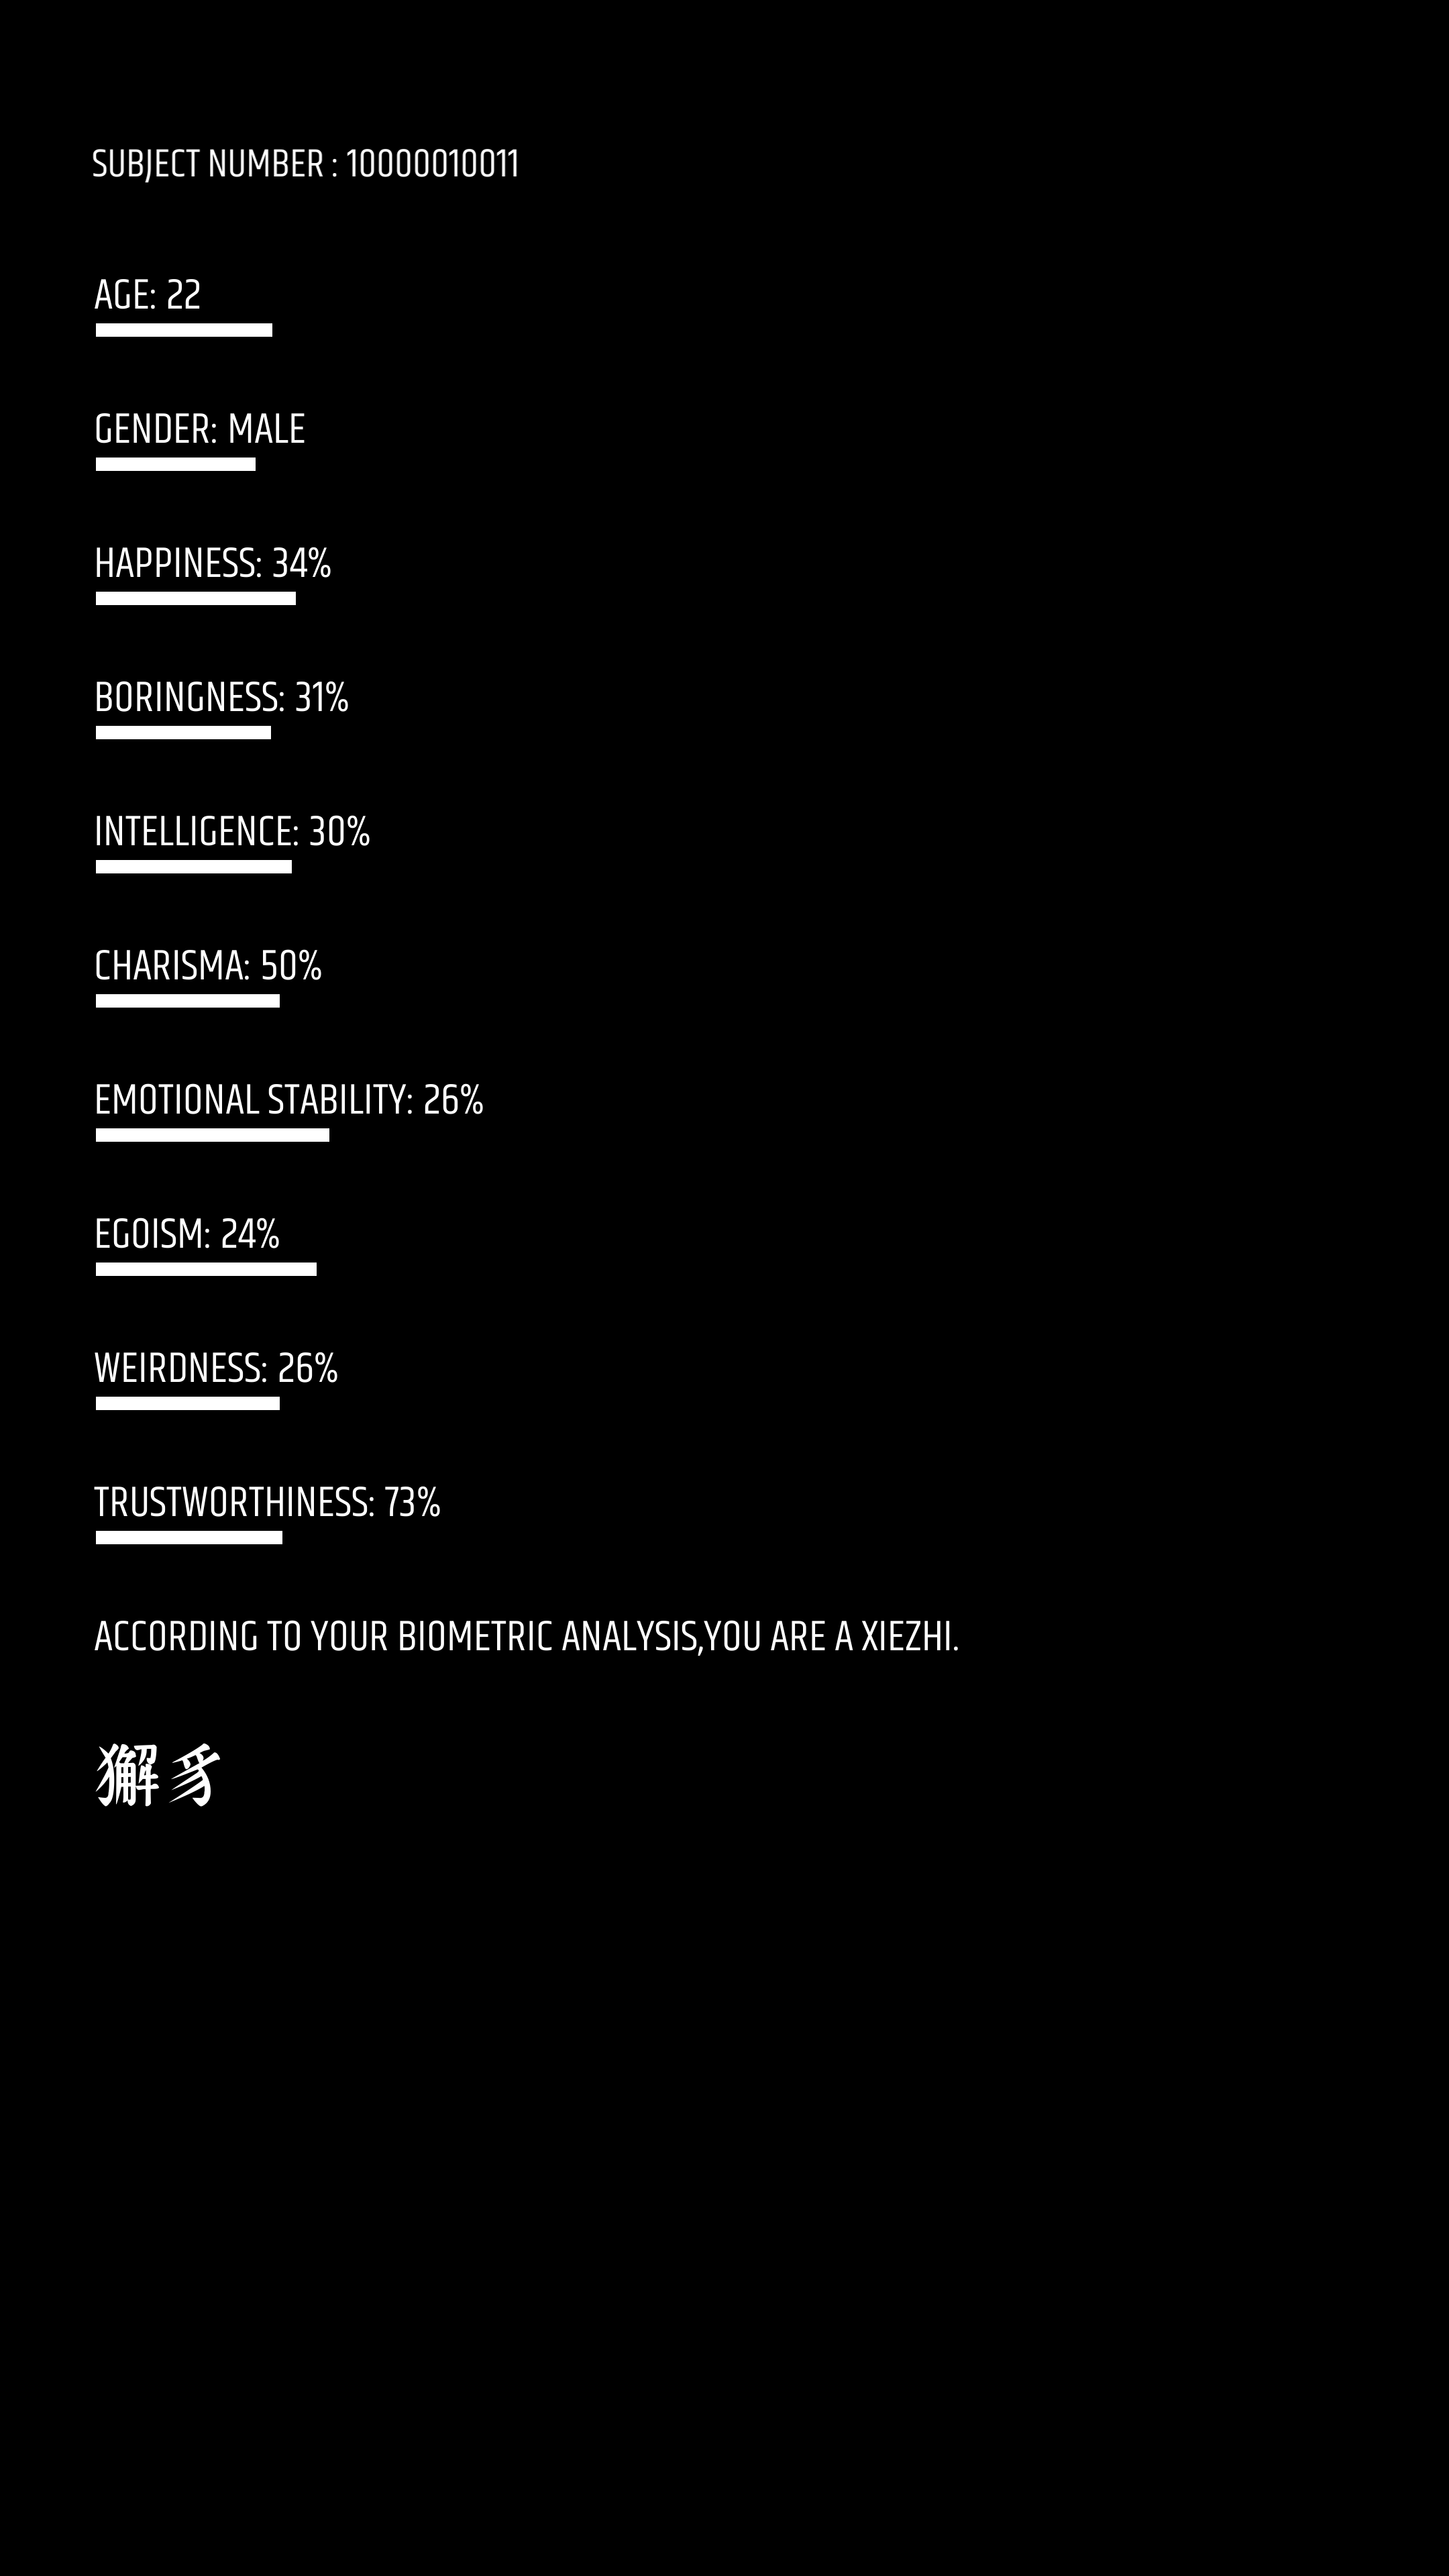 SUBJECT NUMBER : 10000010011
AGE: 22
GENDER: MALE
HAPPINESS: 34%
BORINGNESS: 31%
INTELLIGENCE: 30%
CHARISMA: 50%
EMOTIONAL STABILITY: 26%
EGOISM: 24%
WEIRDNESS: 26%
TRUSTWORTHINESS: 73%
ACCORDING TO YOUR BIOMETRIC ANALYSIS,YOU ARE A XIEZHI.
獬豸